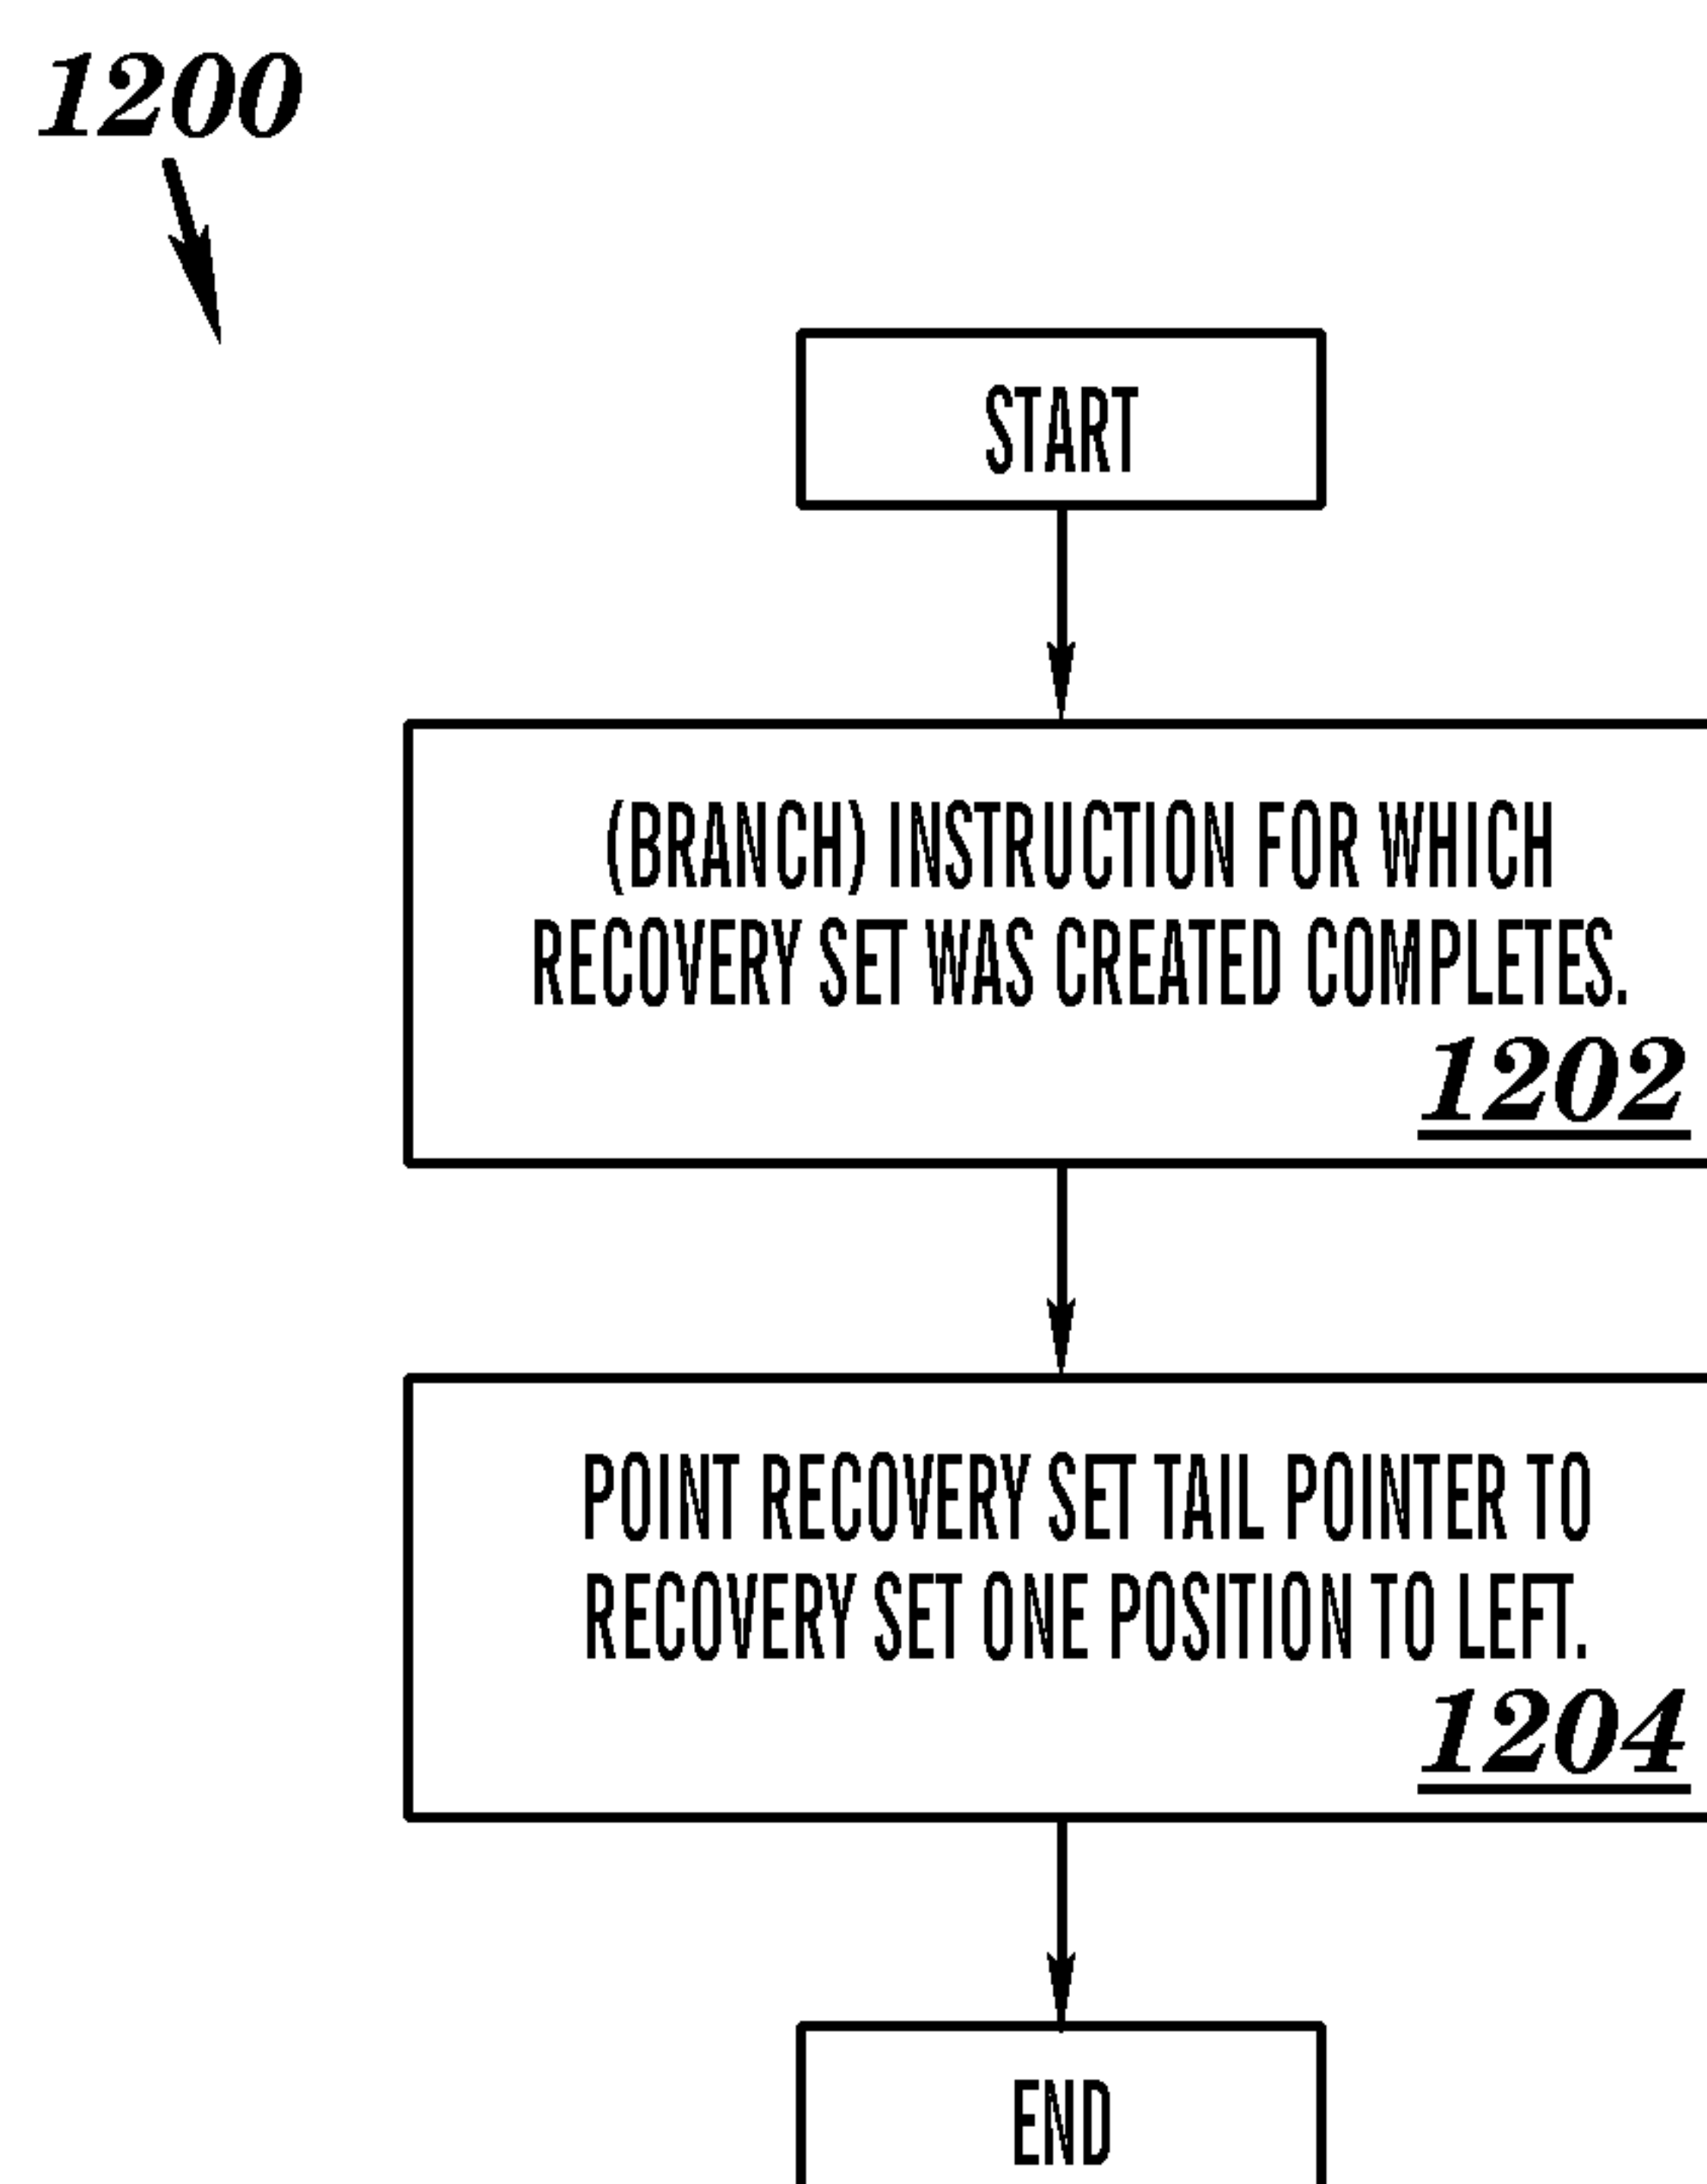 1200
START
(BRANCH) INSTRUCTION FOR WHICH
RECOVERY SET WAS CREATED COMPLETES.
1202
POINT RECOVERY SET TAIL POINTER TO
RECOVERY SET ONE POSITION TO LEFT.
1204
END